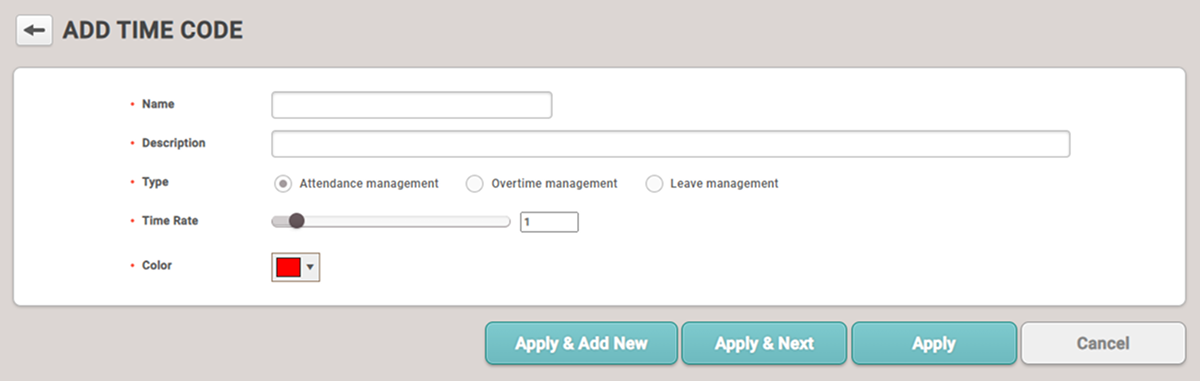 ADD TIME CODE
• Name
• Description
• Type Attendance management Overtime management Leave management
• Time Rate 1
• Color
Apply & Add New Apply & Next Apply Cancel